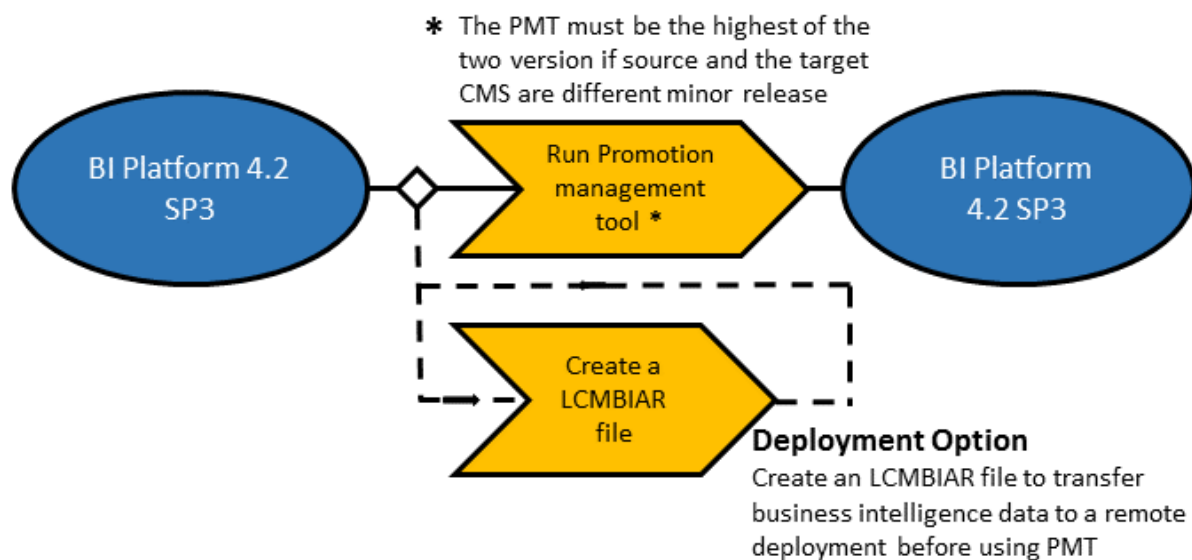 * The PMT must be the highest of the
two version if source and the target
CMS are different minor release
BI Platform 4.2
SP3
Run Promotion
management
tool *
BI Platform
4.2 SP3
Create a
LCMBIAR
file
Deployment Option
Create an LCMBIAR file to transfer
business intelligence data to a remote
deployment before using PMT